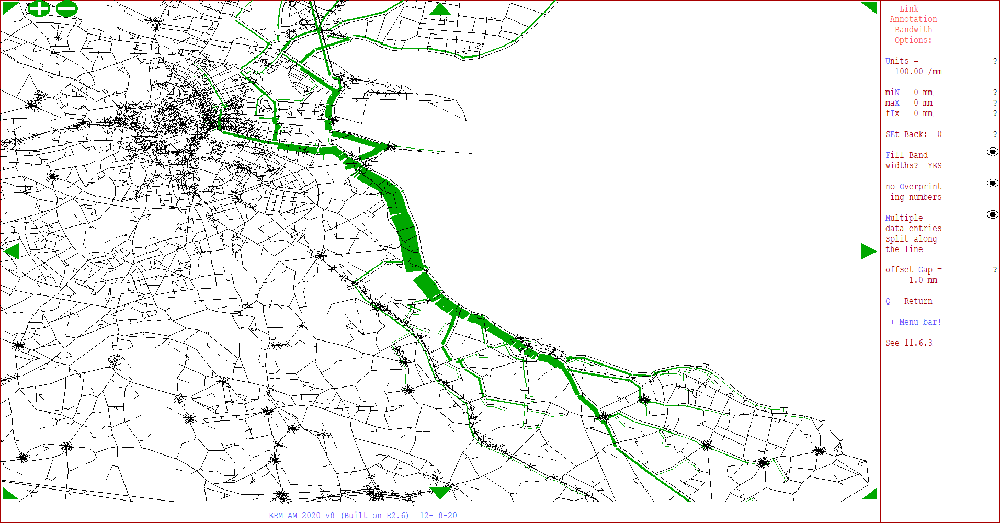 Link
Annotation
Bandwith
Options:
Units = ?
100.00 /mm
miN 0 mm ?
maX 0 mm ?
fIx 0 mm ?
SEt Back: 0 ?
Fill Band-
widths? YES
no Overprint
-ing numbers
Multiple
data entries
split along
the line
offset Gap = ?
1.0 mm
Q - Return
+ Menu bar!
See 11.6.3
ERM AM 2020 v8 (Built on R2.6) 12- 8-20